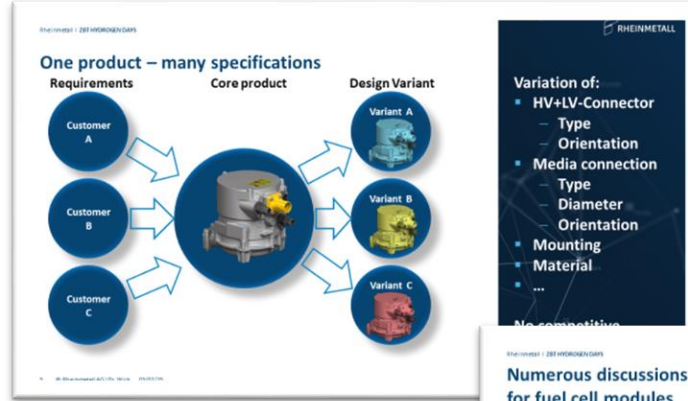 Rheinmetall | ZBT HYDROGEN DAYS
RHEINMETALL
One product – many specifications
Requirements
Core product
Design Variant
Customer
A
Customer
B
Customer
C
Variant A
Variant B
Variant C
Variation of:
▪ HV+LV-Connector
– Type
– Orientation
▪ Media connection
– Type
– Diameter
– Orientation
▪ Mounting
▪ Material
▪ ...
No competitive
Rheinmetall | ZBT HYDROGEN DAYS
Numerous discussions
for fuel cell modules